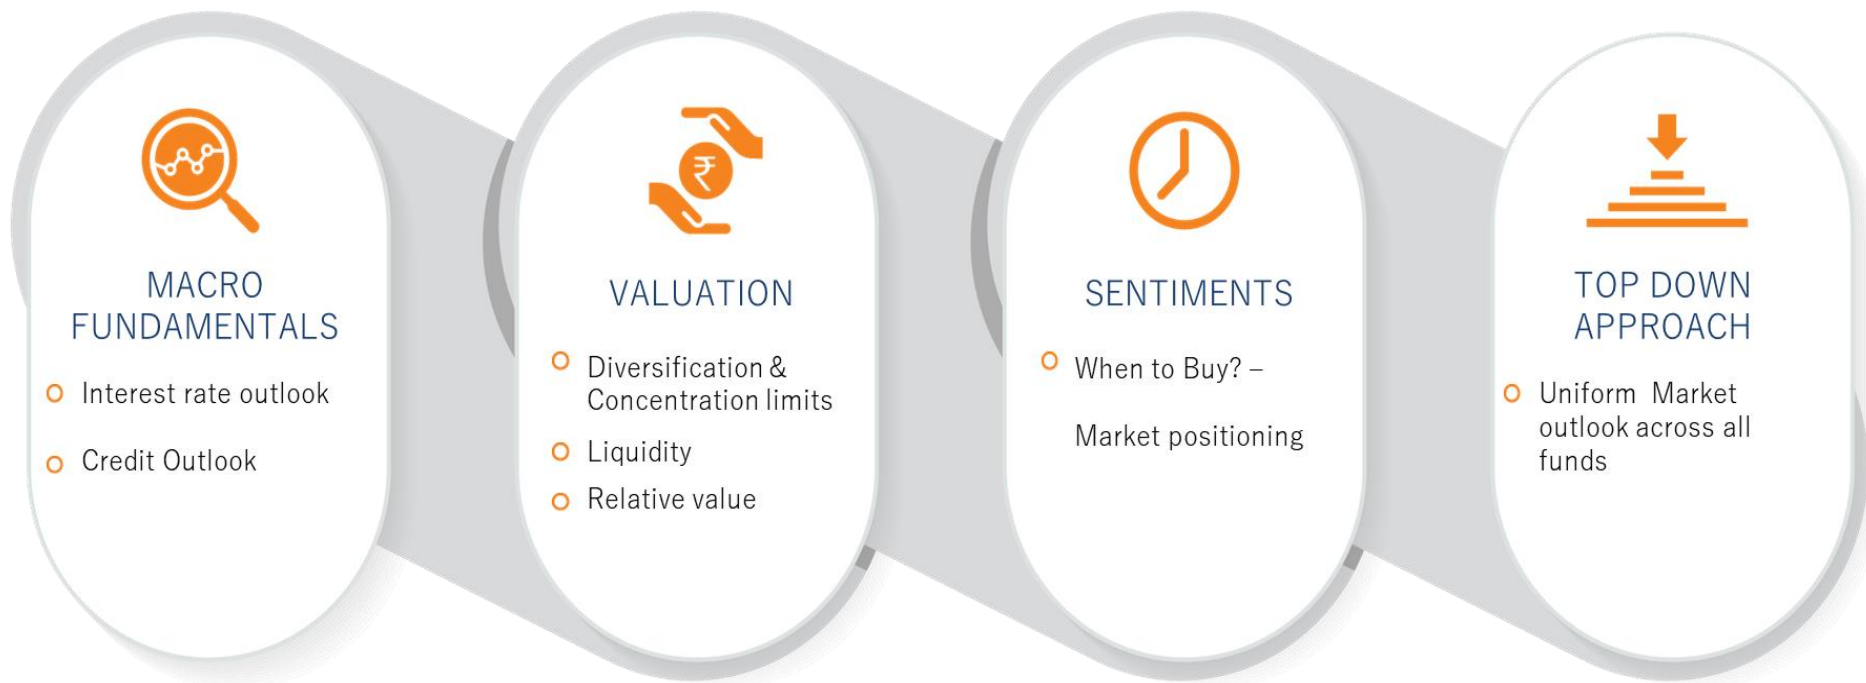 MACRO
FUNDAMENTALS
Interest rate outlook
Credit Outlook
₹
VALUATION
Diversification &
Concentration limits
Liquidity
Relative value
SENTIMENTS
When to Buy? –
Market positioning
TOP DOWN
APPROACH
Uniform Market
outlook across all
funds